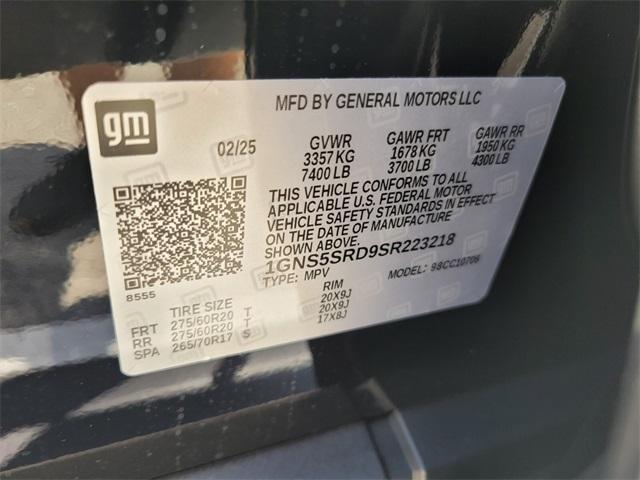 gm
MFD BY GENERAL MOTORS LLC
02/25
GVWR GAWR FRT GAWR RR
3357 KG 1678 KG 1950 KG
7400 LB 3700 LB 4300 LB
THIS VEHICLE CONFORMS TO ALL
APPLICABLE U.S. FEDERAL MOTOR
VEHICLE SAFETY STANDARDS IN EFFECT
ON THE DATE OF MANUFACTURE
SHOWN ABOVE.
1GNS5SRD9SR223218
TYPE: MPV MODEL: 98CC10706
8555
TIRE SIZE RIM
FRT 275/60R20 T 20X9J
RR 275/60R20 T 20X9J
SPA 265/70R17 S 17X8J